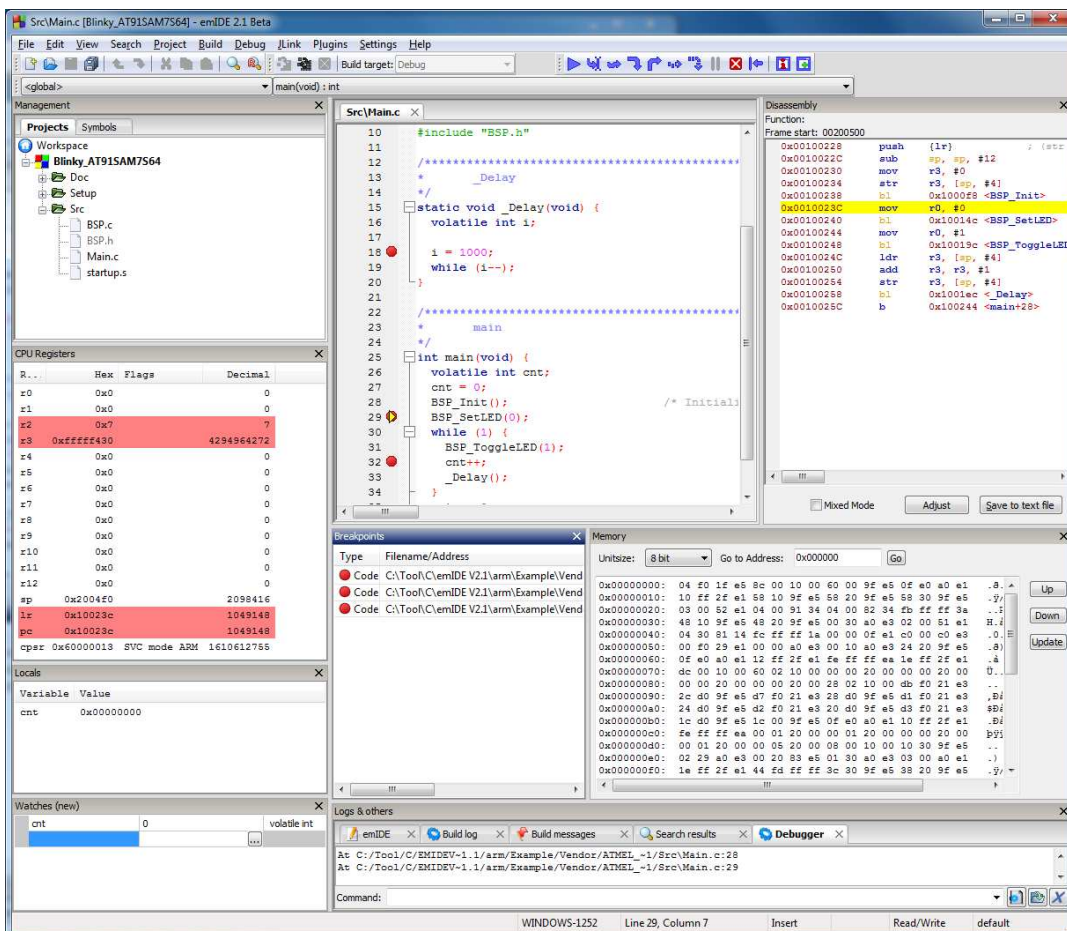 Src\Main.c [Blinky_AT91SAM7S64] - emIDE 2.1 Beta
File Edit View Search Project Build Debug JLink Plugins Settings Help
Build target: Debug
<global> main(void) : int
Management
Projects Symbols
Workspace
Blinky_AT91SAM7S64
Doc
Setup
Src
BSP.c
BSP.h
Main.c
startup.s
CPU Registers
R.. Hex Flags Decimal
r0 0x0 0
r1 0x0 0
r2 0x7 7
r3 0xfffff430 4294964272
r4 0x0 0
r5 0x0 0
r6 0x0 0
r7 0x0 0
r8 0x0 0
r9 0x0 0
r10 0x0 0
r11 0x0 0
r12 0x0 0
sp 0x2004f0 2098416
lr 0x10023c 1049148
pc 0x10023c 1049148
cpsr 0x60000013 SVC mode ARM 1610612755
Locals
Variable Value
cnt 0x00000000
Watches (new)
cnt 0 volatile int
...
Src\Main.c
10 #include "BSP.h"
11
12 /*****************************************
13 * _Delay
14 */
15 static void _Delay(void) {
16 volatile int i;
17
18 i = 1000;
19 while (i--);
20 }
21
22 /*****************************************
23 * main
24 */
25 int main(void) {
26 volatile int cnt;
27 cnt = 0;
28 BSP_Init(); /* Initiali
29 BSP_SetLED(0);
30 while (1) {
31 BSP_ToggleLED(1);
32 cnt++;
33 _Delay();
34 }
Disassembly
Function:
Frame start: 00200500
0x00100228 push {lr} ; (str
0x0010022C sub sp, sp, #12
0x00100230 mov r3, #0
0x00100234 str r3, [sp, #4]
0x00100238 bl 0x1000f8 <BSP_Init>
0x0010023C mov r0, #0
0x00100240 bl 0x10014c <BSP_SetLED>
0x00100244 mov r0, #1
0x00100248 bl 0x10019c <BSP_ToggleLED
0x0010024C ldr r3, [sp, #4]
0x00100250 add r3, r3, #1
0x00100254 str r3, [sp, #4]
0x00100258 bl 0x1001ec <_Delay>
0x0010025C b 0x100244 <main+28>
Mixed Mode Adjust Save to text file
Breakpoints
Type Filename/Address
Code C:\Tool\C\emIDE V2.1\arm\Example\Vend
Code C:\Tool\C\emIDE V2.1\arm\Example\Vend
Code C:\Tool\C\emIDE V2.1\arm\Example\Vend
Memory
Unitsize: 8 bit Go to Address: 0x000000 Go
0x00000000: 04 f0 1f e5 8c 00 10 00 60 00 9f e5 0f e0 a0 e1
0x00000010: 10 ff 2f e1 58 10 9f e5 58 20 9f e5 58 30 9f e5
0x00000020: 03 00 52 e1 04 00 91 34 04 00 82 34 fb ff ff 3a
0x00000030: 48 10 9f e5 48 20 9f e5 00 30 a0 e3 02 00 51 e1
0x00000040: 04 30 81 14 fc ff ff 1a 00 00 0f e1 c0 00 c0 e3
0x00000050: 00 f0 29 e1 00 00 a0 e3 00 10 a0 e3 24 20 9f e5
0x00000060: 0f e0 a0 e1 12 ff 2f e1 fe ff ff ea 1e ff 2f e1
0x00000070: dc 00 10 00 60 02 10 00 00 00 20 00 00 00 20 00
0x00000080: 00 00 20 00 00 00 20 00 28 02 10 00 db f0 21 e3
0x00000090: 2c d0 9f e5 d7 f0 21 e3 28 d0 9f e5 d1 f0 21 e3
0x000000a0: 24 d0 9f e5 d2 f0 21 e3 20 d0 9f e5 d3 f0 21 e3
0x000000b0: 1c d0 9f e5 1c 00 9f e5 0f e0 a0 e1 10 ff 2f e1
0x000000c0: fe ff ff ea 00 01 20 00 00 01 20 00 00 00 20 00
0x000000d0: 00 01 20 00 00 05 20 00 08 00 10 00 10 30 9f e5
0x000000e0: 02 29 a0 e3 00 20 83 e5 01 30 a0 e3 03 00 a0 e1
0x000000f0: 1e ff 2f e1 44 fd ff ff 3c 30 9f e5 38 20 9f e5
Up
Down
Update
Logs & others
emIDE Build log Build messages Search results Debugger
At C:/Tool/C/EMIDEV~1.1/arm/Example/Vendor/ATMEL_~1/Src\Main.c:28
At C:/Tool/C/EMIDEV~1.1/arm/Example/Vendor/ATMEL_~1/Src\Main.c:29
Command:
WINDOWS-1252 Line 29, Column 7 Insert Read/Write default